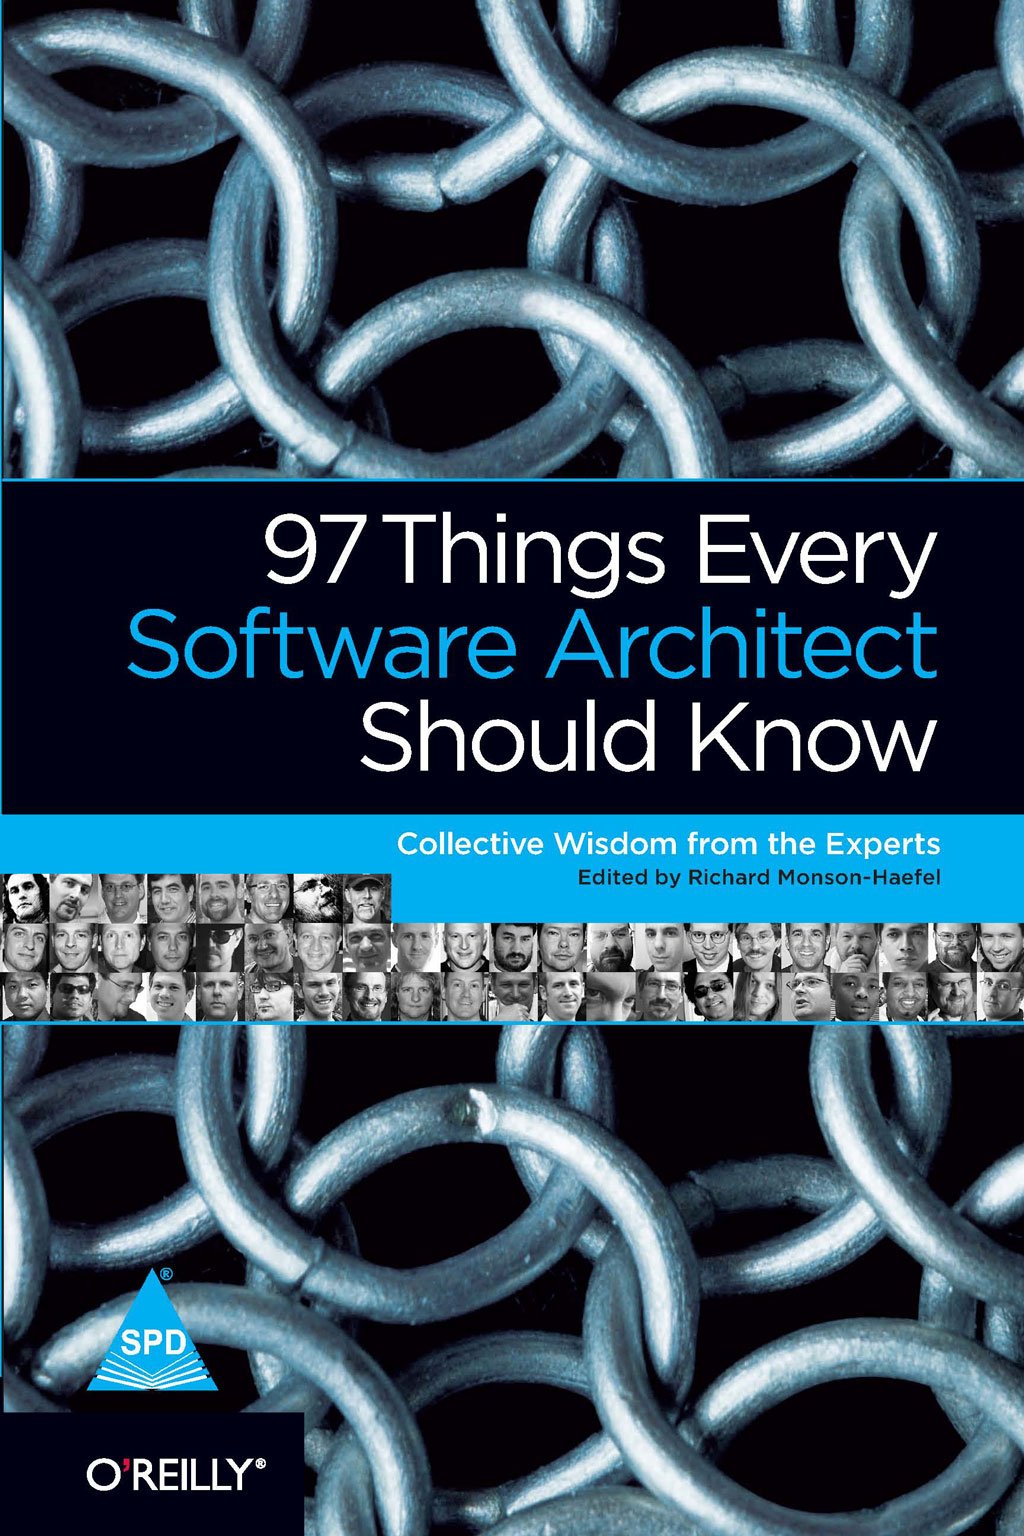 97 Things Every
Software Architect
Should Know
Collective Wisdom from the Experts
Edited by Richard Monson-Haefel
®
SPD
O'REILLY®